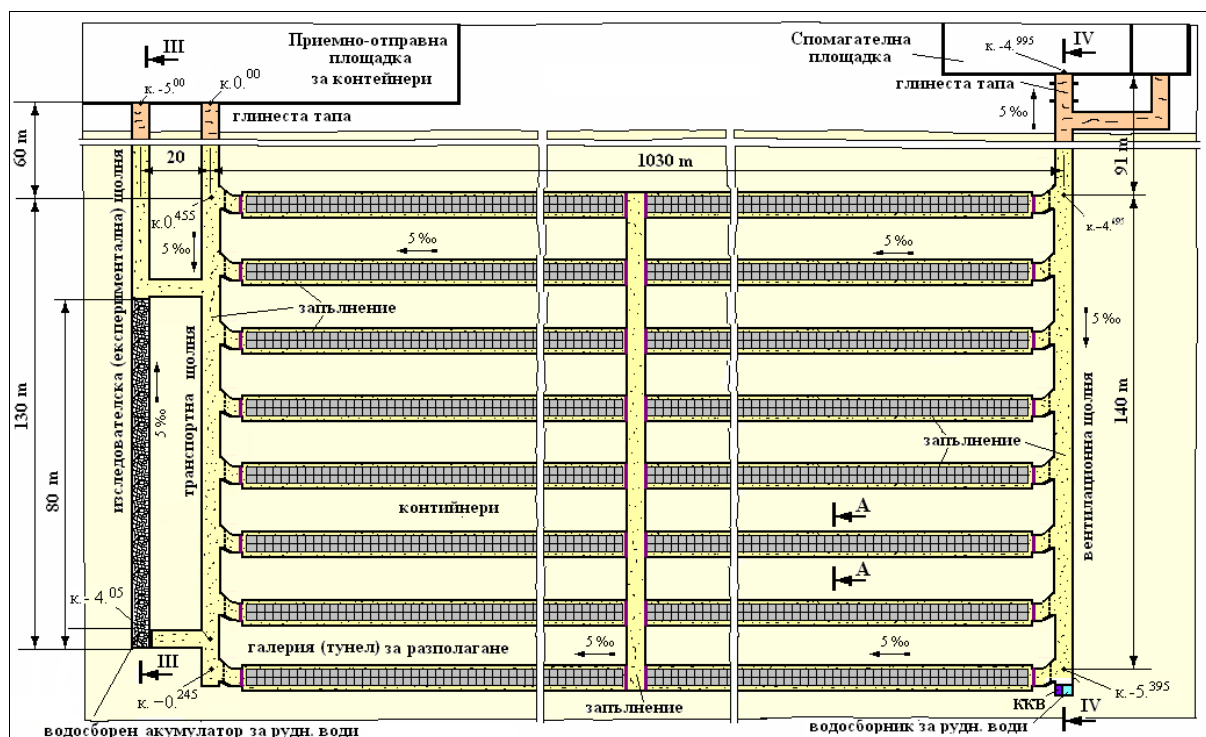 III
Приемно-отправна
площадка
за контейнери
к.-5.00
к.0.00
глинеста тапа
Спомагателна
площадка
к.-4.995
IV
глинеста тапа
5 ‰
60 m
20
1030 m
91 m
изследователска (експериментална) щолня
к.0.455
5 ‰
к.-4.695
5 ‰
5 ‰
запълнение
5 ‰
130 m
транспортна щолня
5 ‰
80 m
140 m
вентилационна щолня
запълнение
контийнери
А
А
к.- 4.05
галерия (тунел) за разполагане
5 ‰
5 ‰
III
к. −0.245
запълнение
к.-5.395
ККВ
IV
водосборен акумулатор за рудн. води
водосборник за рудн. води